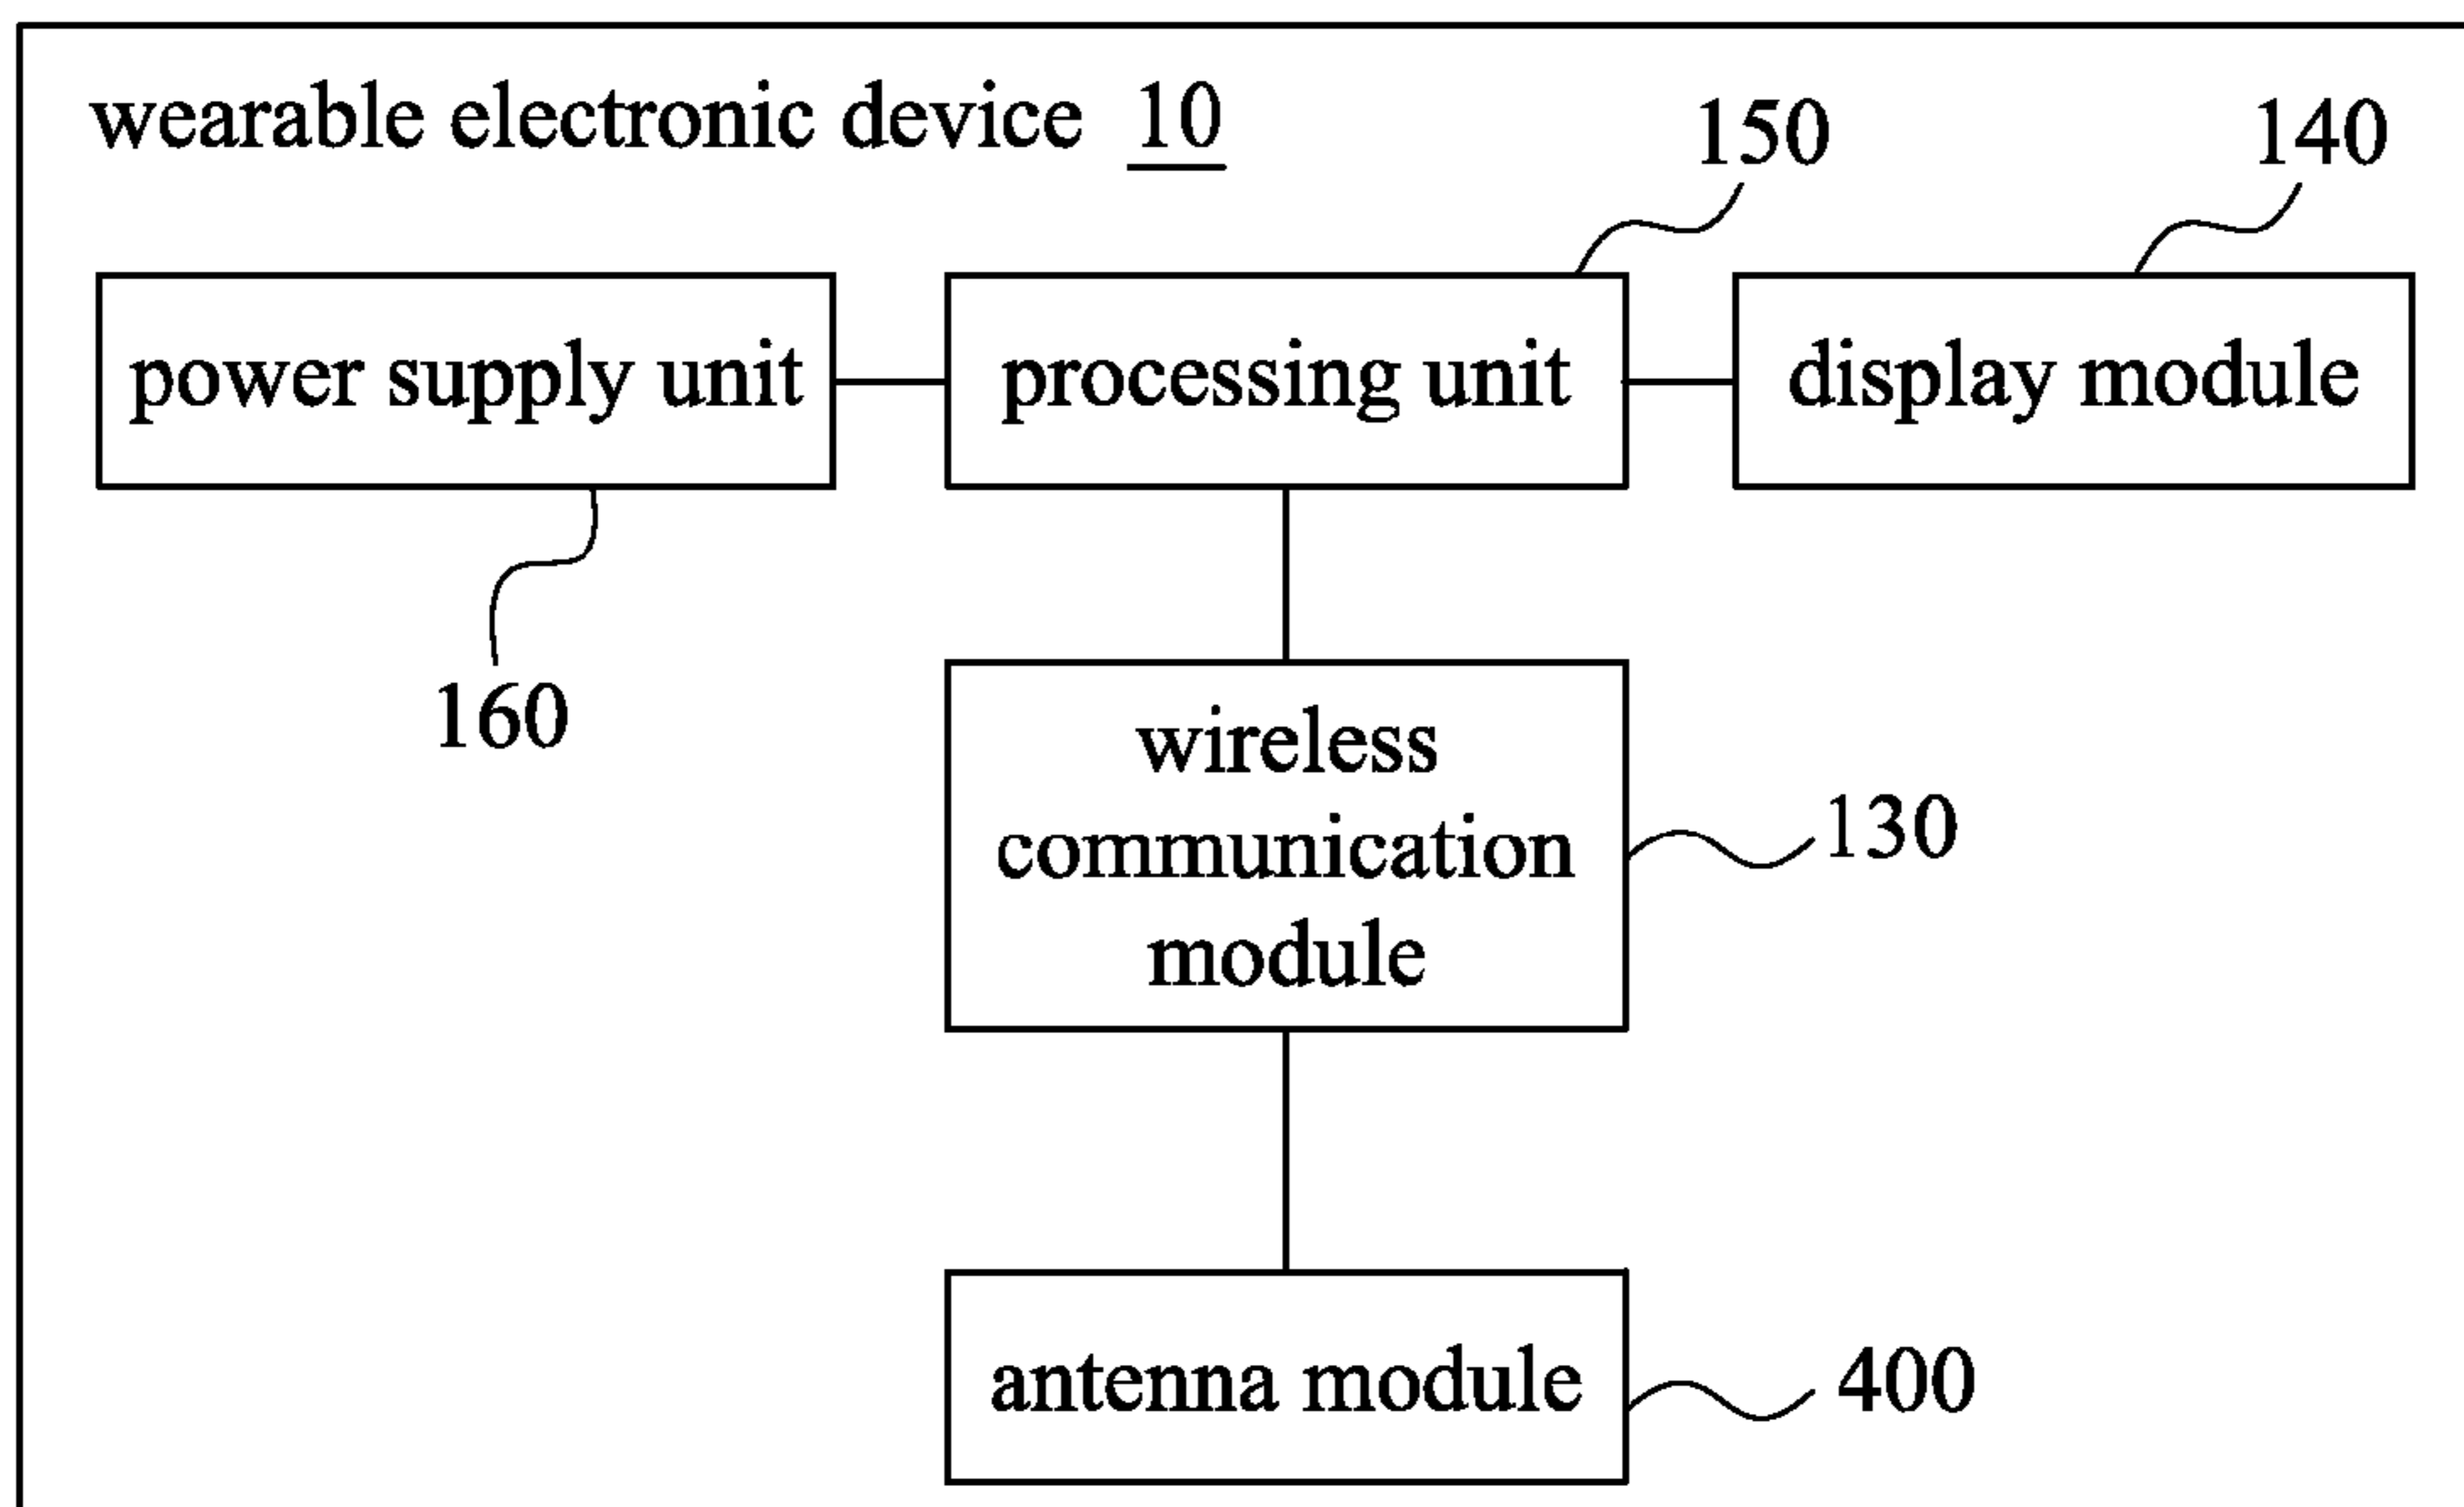 wearable electronic device 10
150
140
power supply unit
processing unit
display module
160
wireless
communication
module
130
antenna module
400